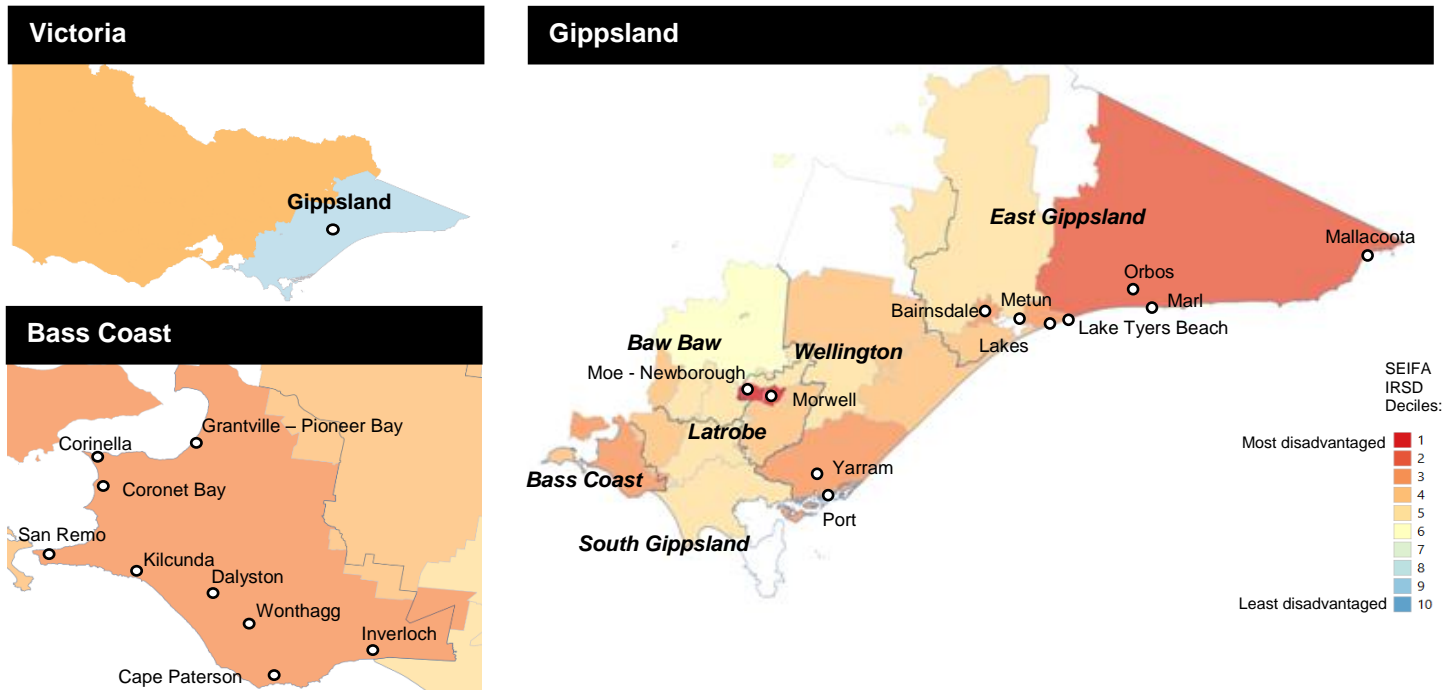 Victoria
Gippsland
Bass Coast
Grantville – Pioneer Bay
Corinella
Coronet Bay
San Remo
Kilcunda
Dalyston
Wonthagg
Inverloch
Cape Paterson
Gippsland
East Gippsland
Mallacoota
Orbos
Marl
Metun
Bairnsdale
Lake Tyers Beach
Lakes
Baw Baw
Wellington
Moe - Newborough
Morwell
Latrobe
Yarram
Bass Coast
Port
South Gippsland
SEIFA
IRSD
Deciles:
Most disadvantaged 1
2
3
4
5
6
7
8
9
Least disadvantaged 10